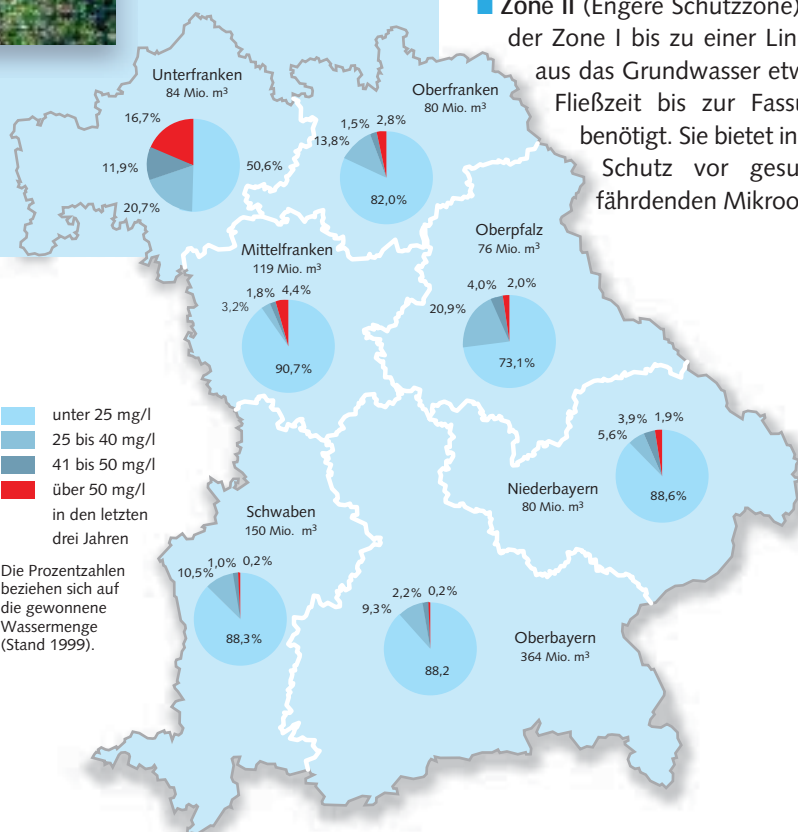 ■ Zone II (Engere Schutzzone)
der Zone I bis zu einer Lin
aus das Grundwasser etw
Fließzeit bis zur Fassu
benötigt. Sie bietet in
Schutz vor gesu
fährdenden Mikroo
Unterfranken
84 Mio. m³
16,7%
11,9%
50,6%
20,7%
Oberfranken
80 Mio. m³
1,5% 2,8%
13,8%
82,0%
Oberpfalz
76 Mio. m³
4,0% 2,0%
20,9%
73,1%
Mittelfranken
119 Mio. m³
1,8% 4,4%
3,2%
90,7%
unter 25 mg/l
25 bis 40 mg/l
41 bis 50 mg/l
über 50 mg/l
in den letzten
drei Jahren
Die Prozentzahlen
beziehen sich auf
die gewonnene
Wassermenge
(Stand 1999).
3,9% 1,9%
5,6%
88,6%
Niederbayern
80 Mio. m³
Schwaben
150 Mio. m³
1,0% 0,2%
10,5%
88,3%
2,2% 0,2%
9,3%
88,2
Oberbayern
364 Mio. m³